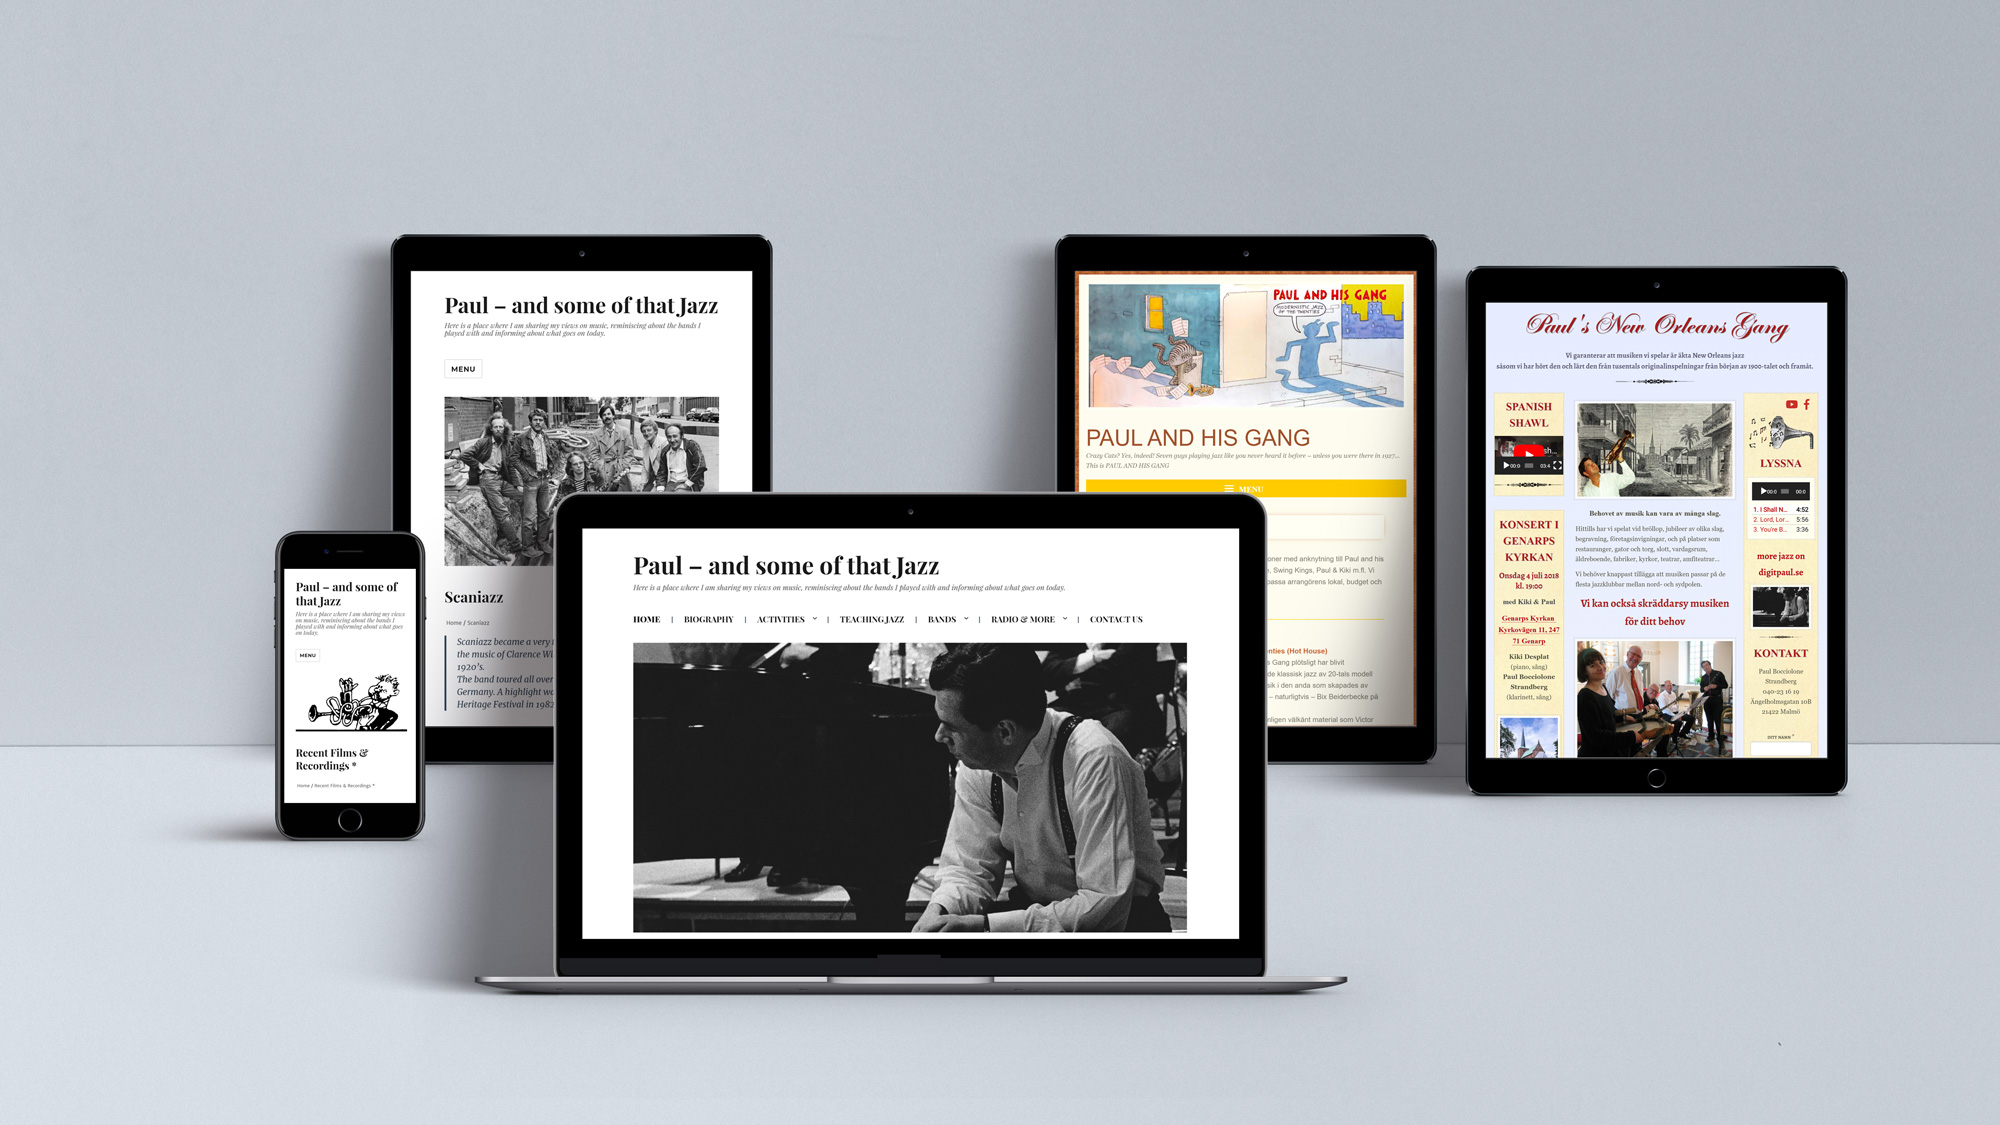 Paul – and some of that Jazz
Here is a place where I am sharing my views on music, reminiscing about the bands I
played with and informing about what goes on today.
MENU
Scaniazz
Home / Scaniazz
Scaniazz became a very
the music of Clarence Wi
1920's.
The band toured all over
Germany. A highlight wa
Heritage Festival in 1982
Paul – and some of
that Jazz
Here is a place where I am sharing my views
on music, reminiscing about the bands I
played with and informing about what goes
on today.
MENU
Recent Films &
Recordings *
Home / Recent Films & Recordings *
Paul – and some of that Jazz
Here is a place where I am sharing my views on music, reminiscing about the bands I played with and informing about what goes on today.
HOME | BIOGRAPHY | ACTIVITIES | TEACHING JAZZ | BANDS | RADIO & MORE | CONTACT US
PAUL AND HIS GANG
MODERNISTIC JAZZ
OF THE TWENTIES
PAUL AND HIS GANG
Crazy Cats? Yes, indeed! Seven guys playing jazz like you never heard it before – unless you were there in 1927...
This is PAUL AND HIS GANG
MENU
oner med anknytning till Paul and his
, Swing Kings, Paul & Kiki m.fl. Vi
passa arrangörens lokal, budget och
enties (Hot House)
s Gang plötsligt har blivit
de klassisk jazz av 20-tals modell
sik i den anda som skapades av
– naturligtvis – Bix Beiderbecke på
mligen välkänt material som Victor
Paul's New Orleans Gang
Vi garanterar att musiken vi spelar är äkta New Orleans jazz
såsom vi har hört den och lärt den från tusentals originalinspelningar från början av 1900-talet och framåt.
SPANISH
SHAWL
sh...
00:0 03:4
KONSERT I
GENARPS
KYRKAN
Onsdag 4 juli 2018
kl. 19:00
med Kiki & Paul
Genarps Kyrkan
Kyrkovägen 11, 247
71 Genarp
Kiki Desplat
(piano, sång)
Paul Bocciolone
Strandberg
(klarinett, sång)
Behovet av musik kan vara av många slag.
Hittills har vi spelat vid bröllop, jubileer av olika slag,
begravning, företagsinvigningar, och på platser som
restauranger, gator och torg, slott, vardagsrum,
äldreboende, fabriker, kyrkor, teatrar, amfiteatrar...
Vi behöver knappast tillägga att musiken passar på de
flesta jazzklubbar mellan nord- och sydpolen.
Vi kan också skräddarsy musiken
för ditt behov
LYSSNA
00:0 00:0
1. I Shall N... 4:52
2. Lord, Lor... 5:56
3. You're B... 3:36
more jazz on
digitpaul.se
KONTAKT
Paul Bocciolone
Strandberg
040-23 16 19
Ängelholmsgatan 10B
21422 Malmö
DITT NAMN *